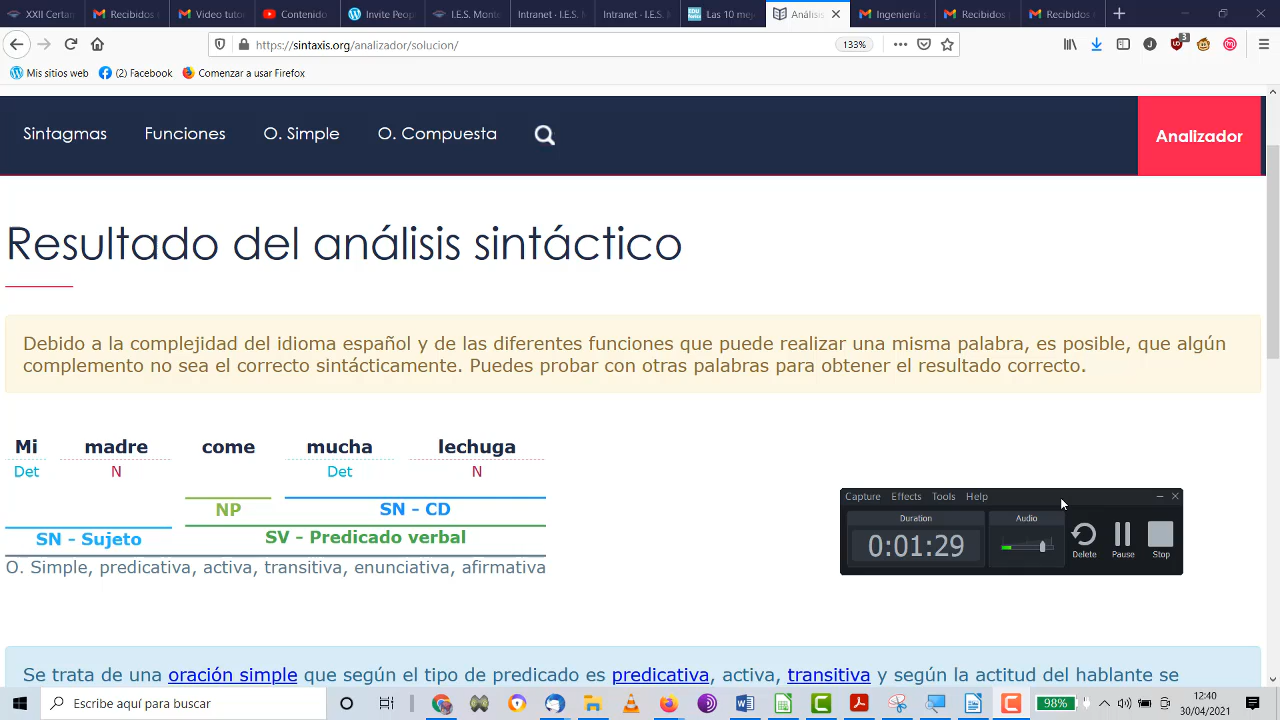 XXII Certan
Recibidos
Video tutor
Contenido
Invite Peop
I.E.S. Monte
Intranet - I.E.S. M
Intranet - I.E.S. M
Las 10 mej
Análisis
Ingeniería
Recibidos
Recibidos e
https://sintaxis.org/analizador/solucion/
133%
3
Mis sitios web
(2) Facebook
Comenzar a usar Firefox
Sintagmas
Funciones
O. Simple
O. Compuesta
Analizador
Resultado del análisis sintáctico
Debido a la complejidad del idioma español y de las diferentes funciones que puede realizar una misma palabra, es posible, que algún
complemento no sea el correcto sintácticamente. Puedes probar con otras palabras para obtener el resultado correcto.
Mi madre come mucha lechuga
Det N Det N
NP SN - CD
SN - Sujeto SV - Predicado verbal
O. Simple, predicativa, activa, transitiva, enunciativa, afirmativa
Capture Effects Tools Help
Duration Audio
0:01:29
Delete Pause Stop
Se trata de una oración simple que según el tipo de predicado es predicativa, activa, transitiva y según la actitud del hablante se
Escribe aquí para buscar
98%
12:40
30/04/2021